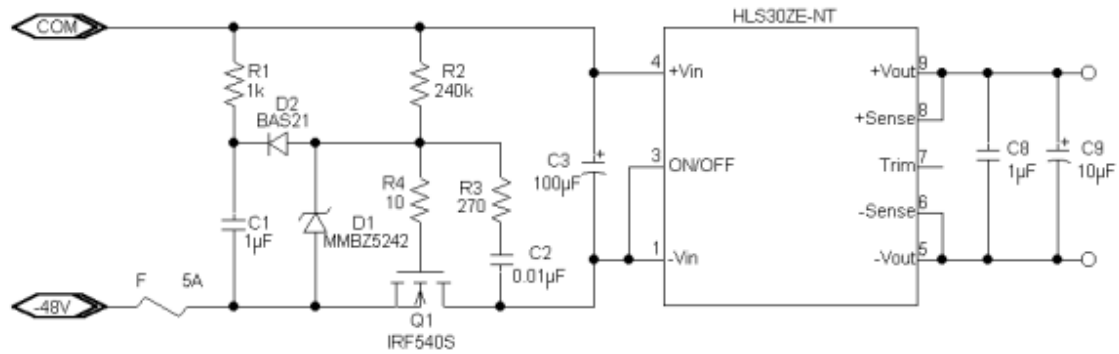 HLS30ZE-NT
COM
R1
1k
R2
240k
D2
BAS21
4
+Vin
+Vout
9
+Sense
8
C3
+
100µF
3
ON/OFF
Trim
7
C8
1µF
+
C9
10µF
R4
10
R3
270
-Sense
6
C1
1µF
D1
MMBZ5242
C2
0.01µF
1
-Vin
-Vout
5
F
5A
-48V
Q1
IRF540S